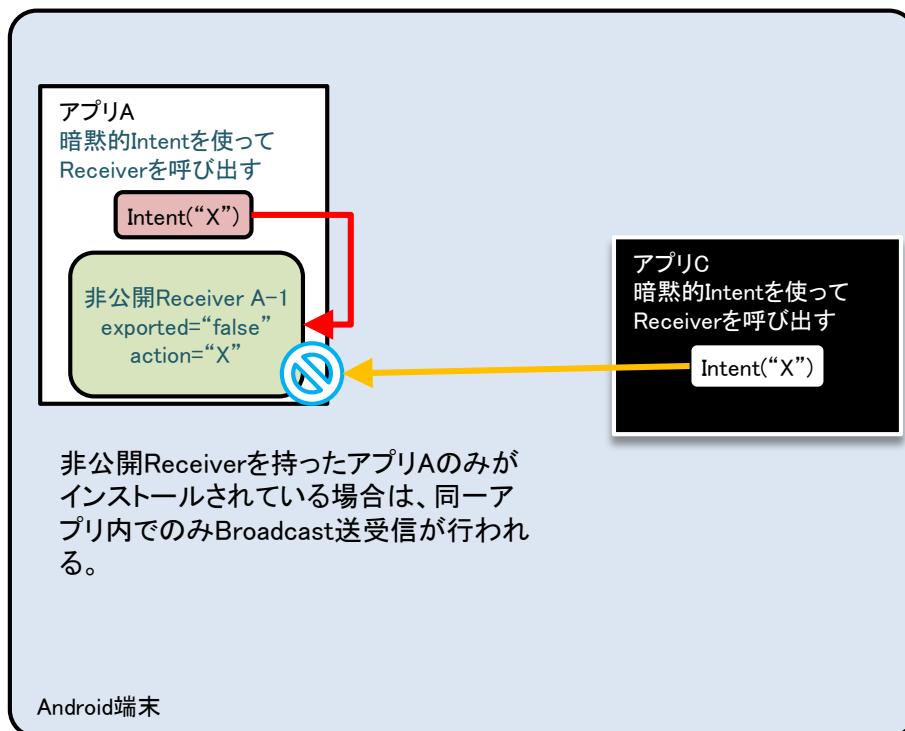 アプリA
暗黙的Intentを使って
Receiverを呼び出す
Intent(“X”)
非公開Receiver A-1
exported=“false”
action=“X”
アプリC
暗黙的Intentを使って
Receiverを呼び出す
Intent(“X”)
非公開Receiverを持ったアプリAのみが
インストールされている場合は、同一ア
プリ内でのみBroadcast送受信が行われ
る。
Android端末